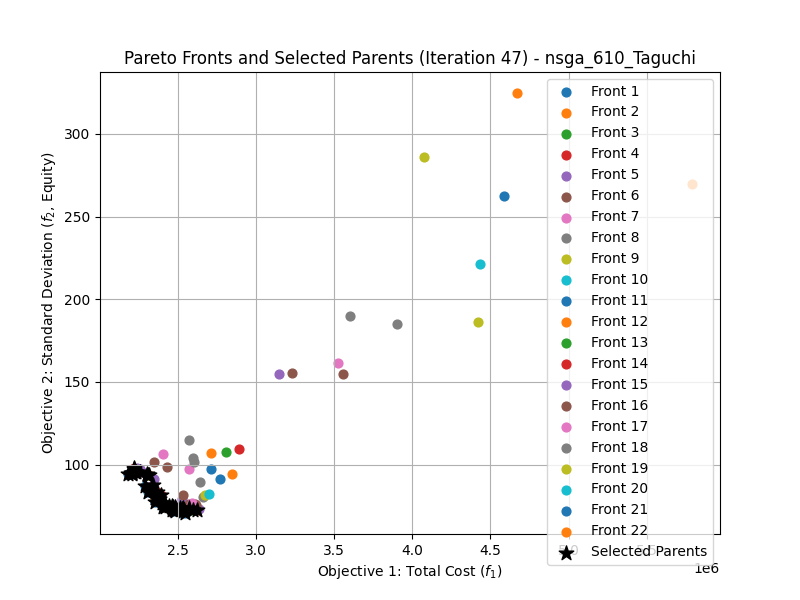 Pareto Fronts and Selected Parents (Iteration 47) - nsga_610_Taguchi
Objective 2: Standard Deviation (f₂, Equity)
300
250
200
150
100
2.5
3.0
3.5
4.0
4.5
1e6
Objective 1: Total Cost (f₁)
Front 1
Front 2
Front 3
Front 4
Front 5
Front 6
Front 7
Front 8
Front 9
Front 10
Front 11
Front 12
Front 13
Front 14
Front 15
Front 16
Front 17
Front 18
Front 19
Front 20
Front 21
Front 22
Selected Parents